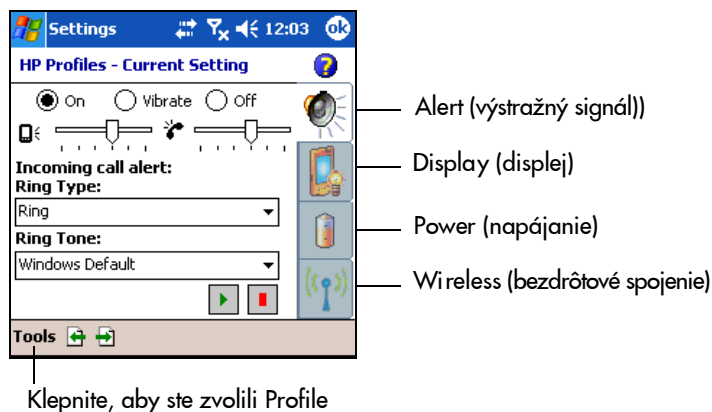 Settings 12:03 ok
HP Profiles - Current Setting ?
On Vibrate Off
Incoming call alert:
Ring Type:
Ring
Ring Tone:
Windows Default
Tools
Alert (výstražný signál))
Display (displej)
Power (napájanie)
Wireless (bezdrôtové spojenie)
Klepnite, aby ste zvolili Profile